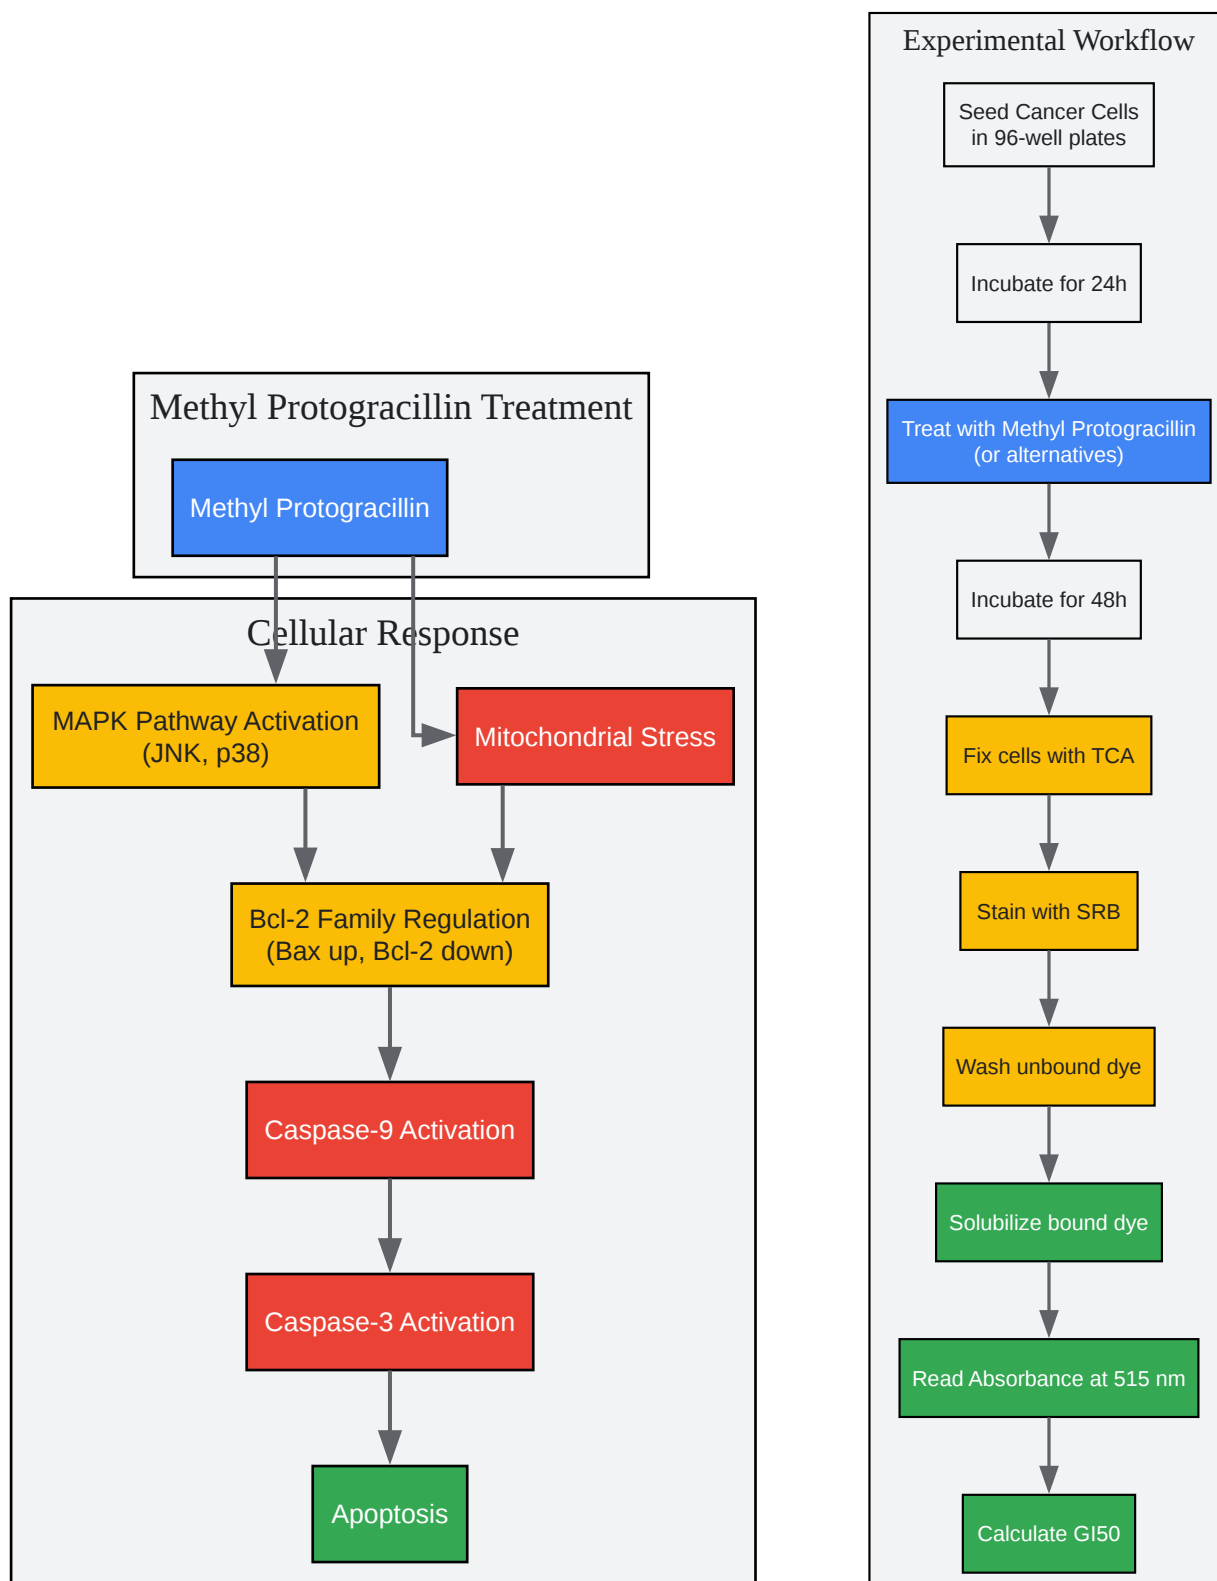 Methyl Protogracillin Treatment
Methyl Protogracillin
Cellular Response
MAPK Pathway Activation
(JNK, p38)
Mitochondrial Stress
Bcl-2 Family Regulation
(Bax up, Bcl-2 down)
Caspase-9 Activation
Caspase-3 Activation
Apoptosis
Experimental Workflow
Seed Cancer Cells
in 96-well plates
Incubate for 24h
Treat with Methyl Protogracillin
(or alternatives)
Incubate for 48h
Fix cells with TCA
Stain with SRB
Wash unbound dye
Solubilize bound dye
Read Absorbance at 515 nm
Calculate GI50